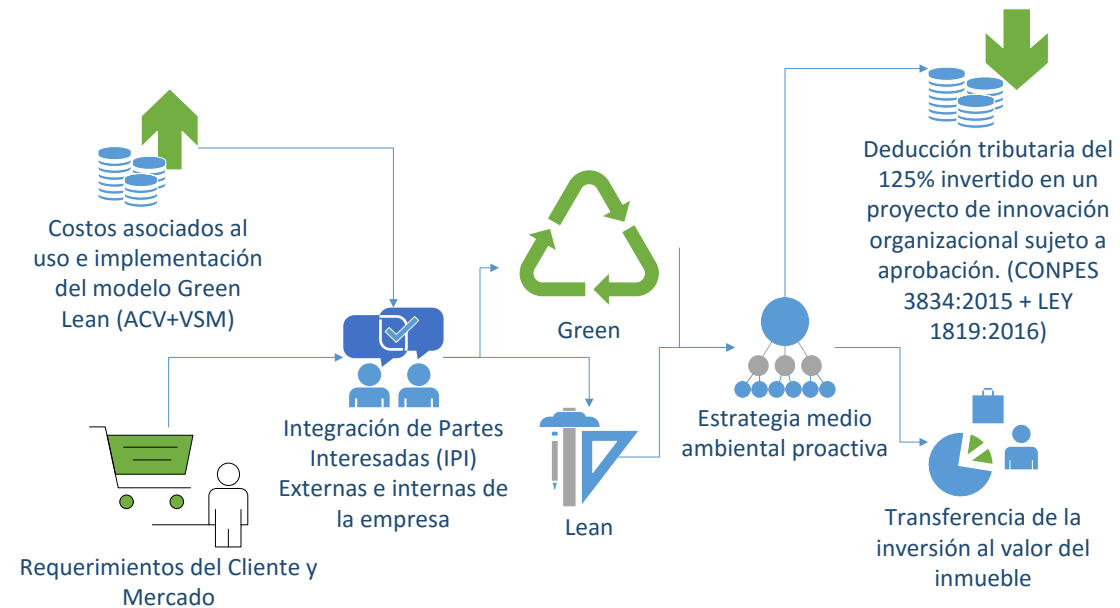 Costos asociados al
uso e implementación
del modelo Green
Lean (ACV+VSM)
Requerimientos del Cliente y
Mercado
Integración de Partes
Interesadas (IPI)
Externas e internas de
la empresa
Green
Lean
Estrategia medio
ambiental proactiva
Deducción tributaria del
125% invertido en un
proyecto de innovación
organizacional sujeto a
aprobación. (CONPES
3834:2015 + LEY
1819:2016)
Transferencia de la
inversión al valor del
inmueble